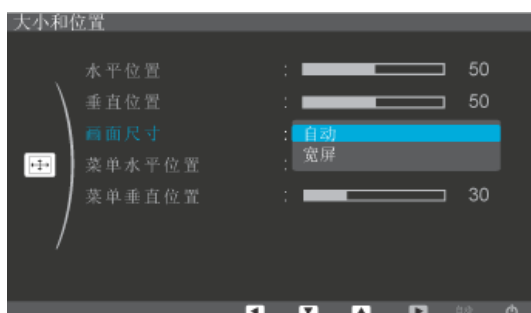 大小和位置
水平位置 : 50
垂直位置 : 50
画面尺寸 : 自动
宽屏
菜单水平位置 :
菜单垂直位置 : 30